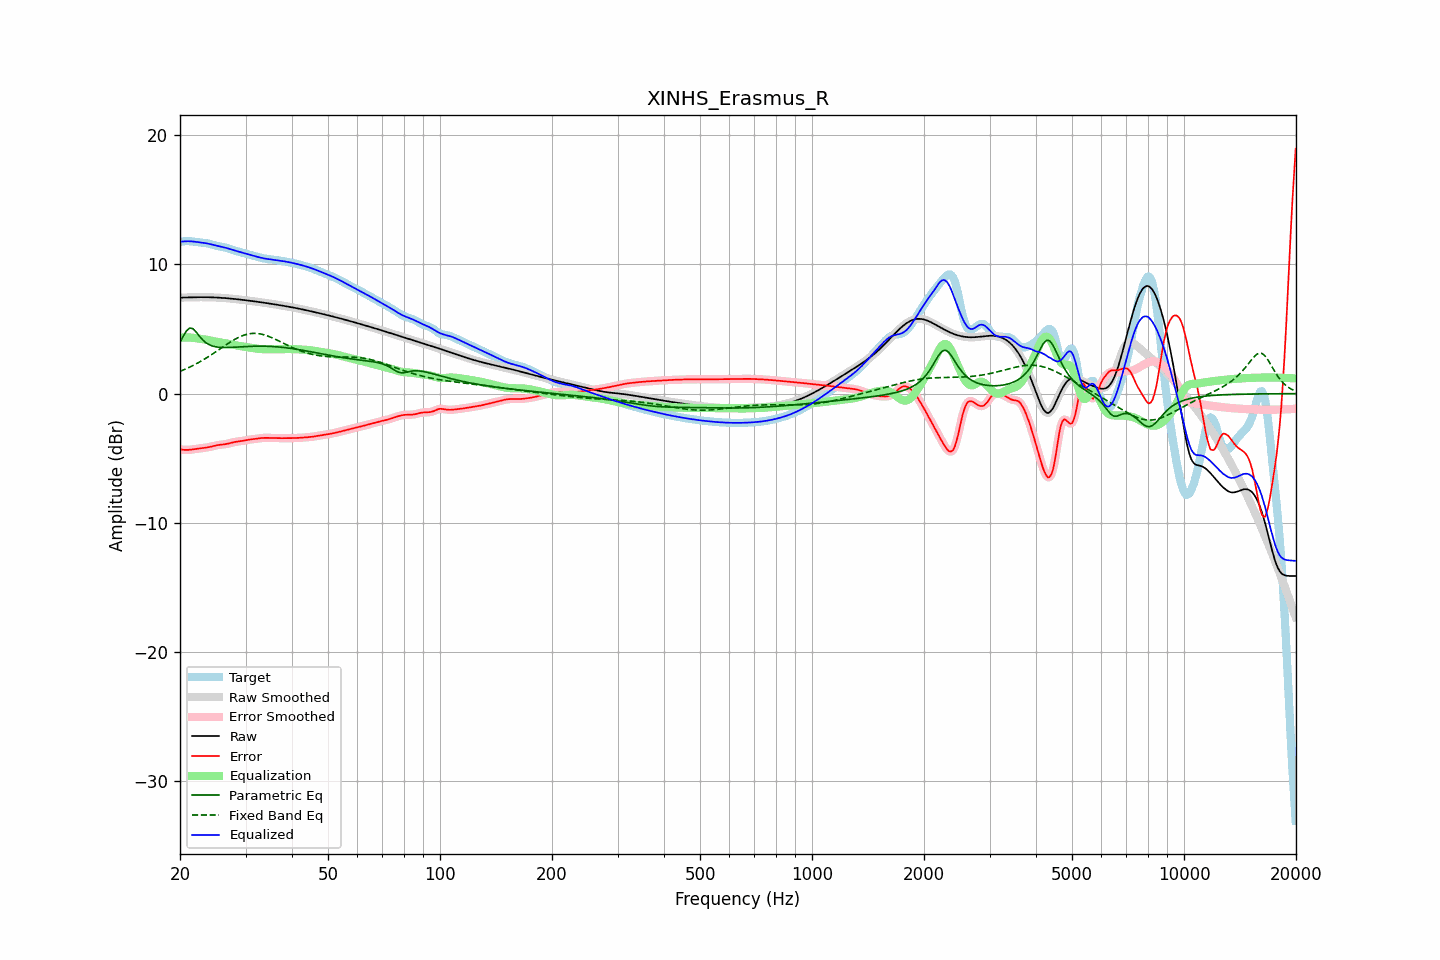 XINHS_Erasmus_R
20
10
0
−10
−20
−30
Amplitude (dBr)
Target
Raw Smoothed
Error Smoothed
Raw
Error
Equalization
Parametric Eq
Fixed Band Eq
Equalized
20 50 100 200 500 1000 2000 5000 10000 20000
Frequency (Hz)